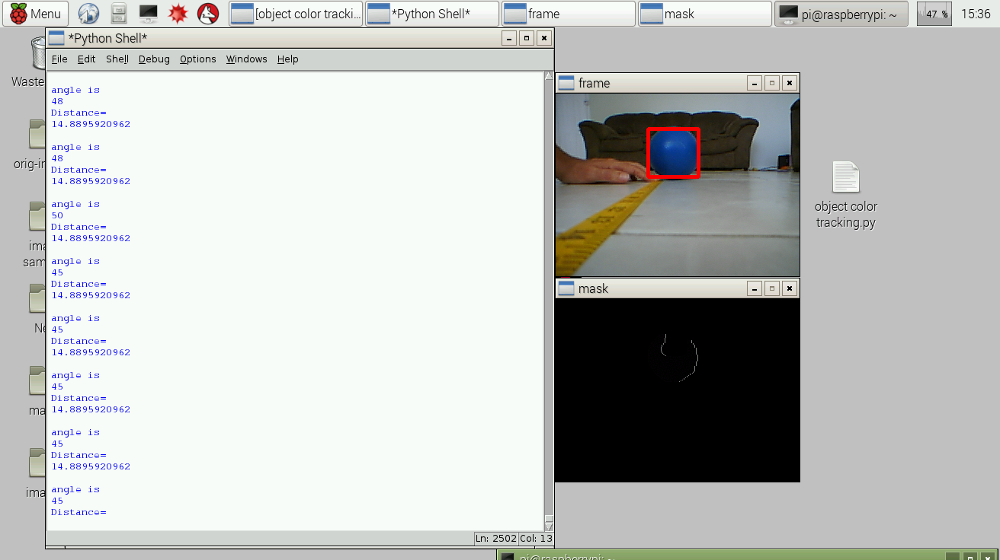 Menu
[object color tracki...
*Python Shell*
frame
mask
pi@raspberrypi: ~
47 %
15:36
*Python Shell*
File Edit Shell Debug Options Windows Help
angle is
48
Distance=
14.8895920962
angle is
48
Distance=
14.8895920962
angle is
50
Distance=
14.8895920962
angle is
45
Distance=
14.8895920962
angle is
45
Distance=
14.8895920962
angle is
45
Distance=
14.8895920962
angle is
45
Distance=
14.8895920962
angle is
45
Distance=
Ln: 2502 Col: 13
Waste
orig-in
ima
sam
Ne
ma
ima
frame
mask
object color
tracking.py
pi@raspberrypi: ~